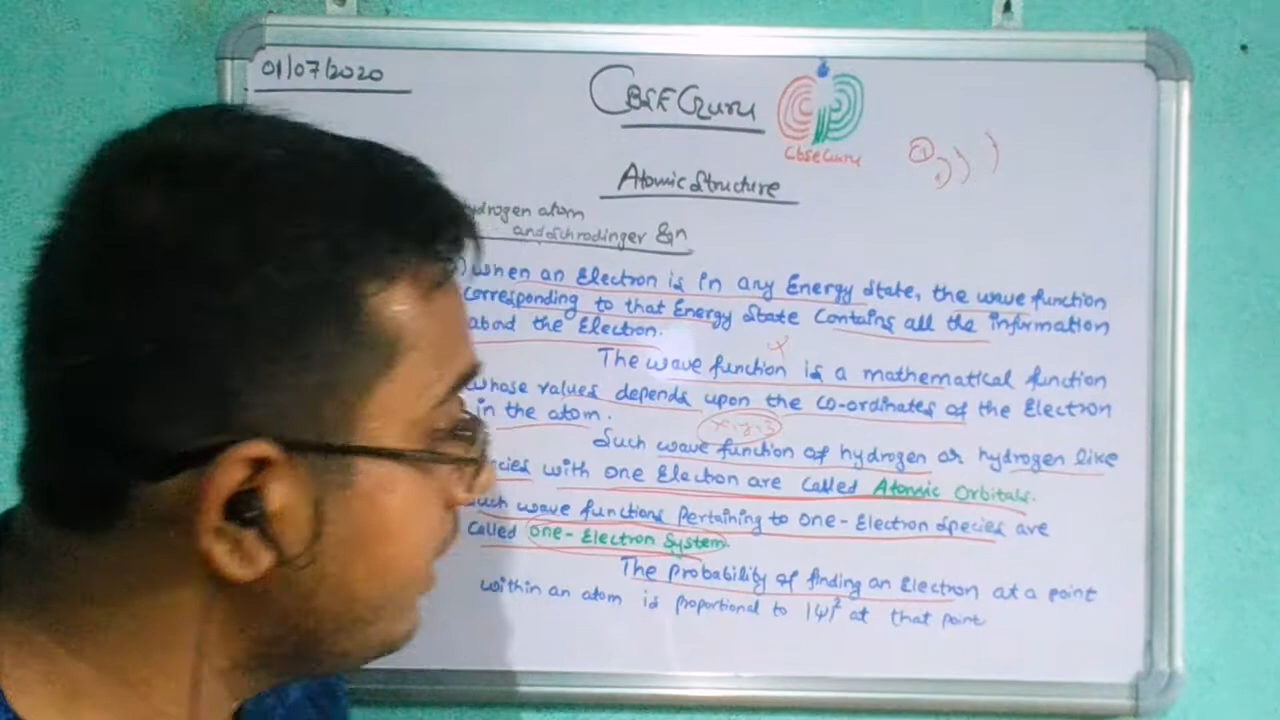 01/07/2020
CBSE Guru
CbseGuru
Atomic Structure
ydrogen atom
and Schrodinger Eqn
) When an Electron is in any Energy State, the wave function
corresponding to that Energy State contains all the information
about the Electron.
ψ
The wave function is a mathematical function
whose values depends upon the co-ordinates of the Electron
in the atom.
x, y, z
Such wave function of hydrogen or hydrogen like
cies with one Electron are called Atomic Orbitals.
Such wave functions pertaining to one-Electron species are
called One-Electron System.
The probability of finding an Electron at a point
within an atom is proportional to |ψ|² at that point